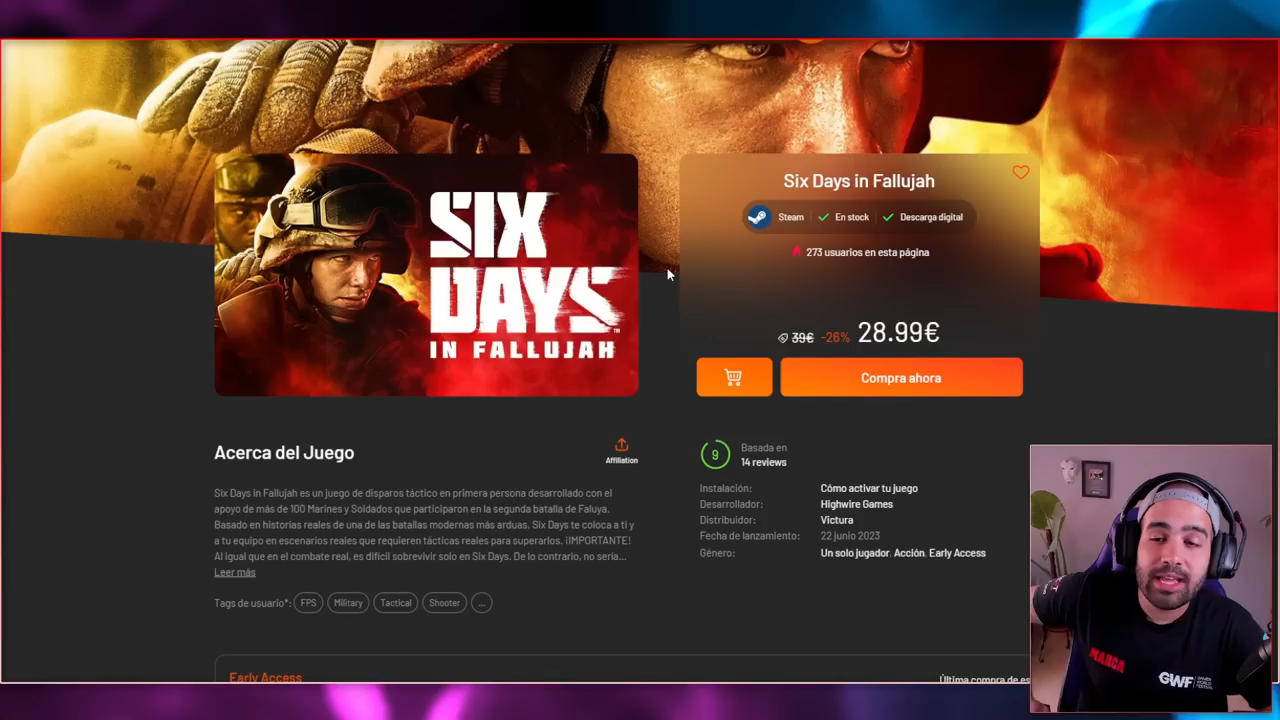 SIX
DAYS
IN FALLUJAH
Six Days in Fallujah
Steam
En stock
Descarga digital
273 usuarios en esta página
39€ -26% 28.99€
Compra ahora
Acerca del Juego
Affiliation
Six Days in Fallujah es un juego de disparos táctico en primera persona desarrollado con el
apoyo de más de 100 Marines y Soldados que participaron en la segunda batalla de Faluya.
Basado en historias reales de una de las batallas modernas más arduas, Six Days te coloca a ti y
a tu equipo en escenarios reales que requieren tácticas reales para superarlos. ¡IMPORTANTE!
Al igual que en el combate real, es difícil sobrevivir solo en Six Days. De lo contrario, no sería...
Leer más
Tags de usuario*: FPS Military Tactical Shooter ...
9
Basada en
14 reviews
Instalación: Cómo activar tu juego
Desarrollador: Highwire Games
Distribuidor: Victura
Fecha de lanzamiento: 22 junio 2023
Género: Un solo jugador, Acción, Early Access
Early Access
Última compra de es
MARCA
GWF